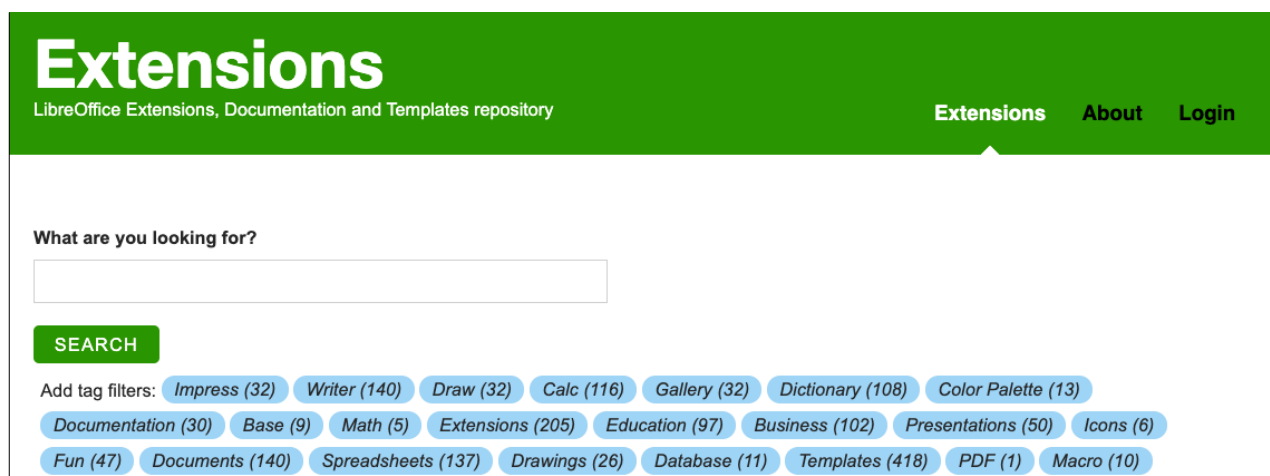 Extensions
LibreOffice Extensions, Documentation and Templates repository
Extensions About Login
What are you looking for?
SEARCH
Add tag filters: Impress (32) Writer (140) Draw (32) Calc (116) Gallery (32) Dictionary (108) Color Palette (13)
Documentation (30) Base (9) Math (5) Extensions (205) Education (97) Business (102) Presentations (50) Icons (6)
Fun (47) Documents (140) Spreadsheets (137) Drawings (26) Database (11) Templates (418) PDF (1) Macro (10)